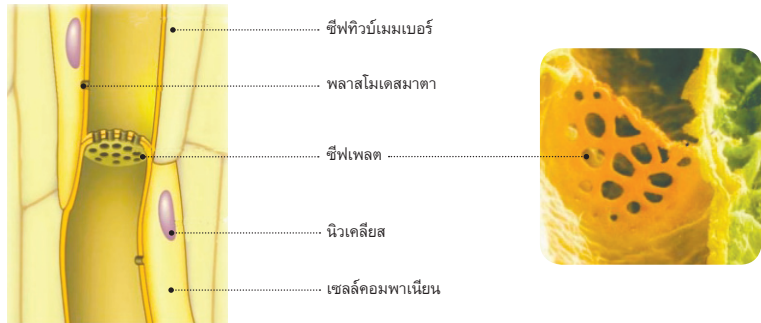 ซีฟทิวบ์เมมเบอร์
พลาสโมเดสมาตา
ซีฟเพลต
นิวเคลียส
เซลล์คอมพาเนียน